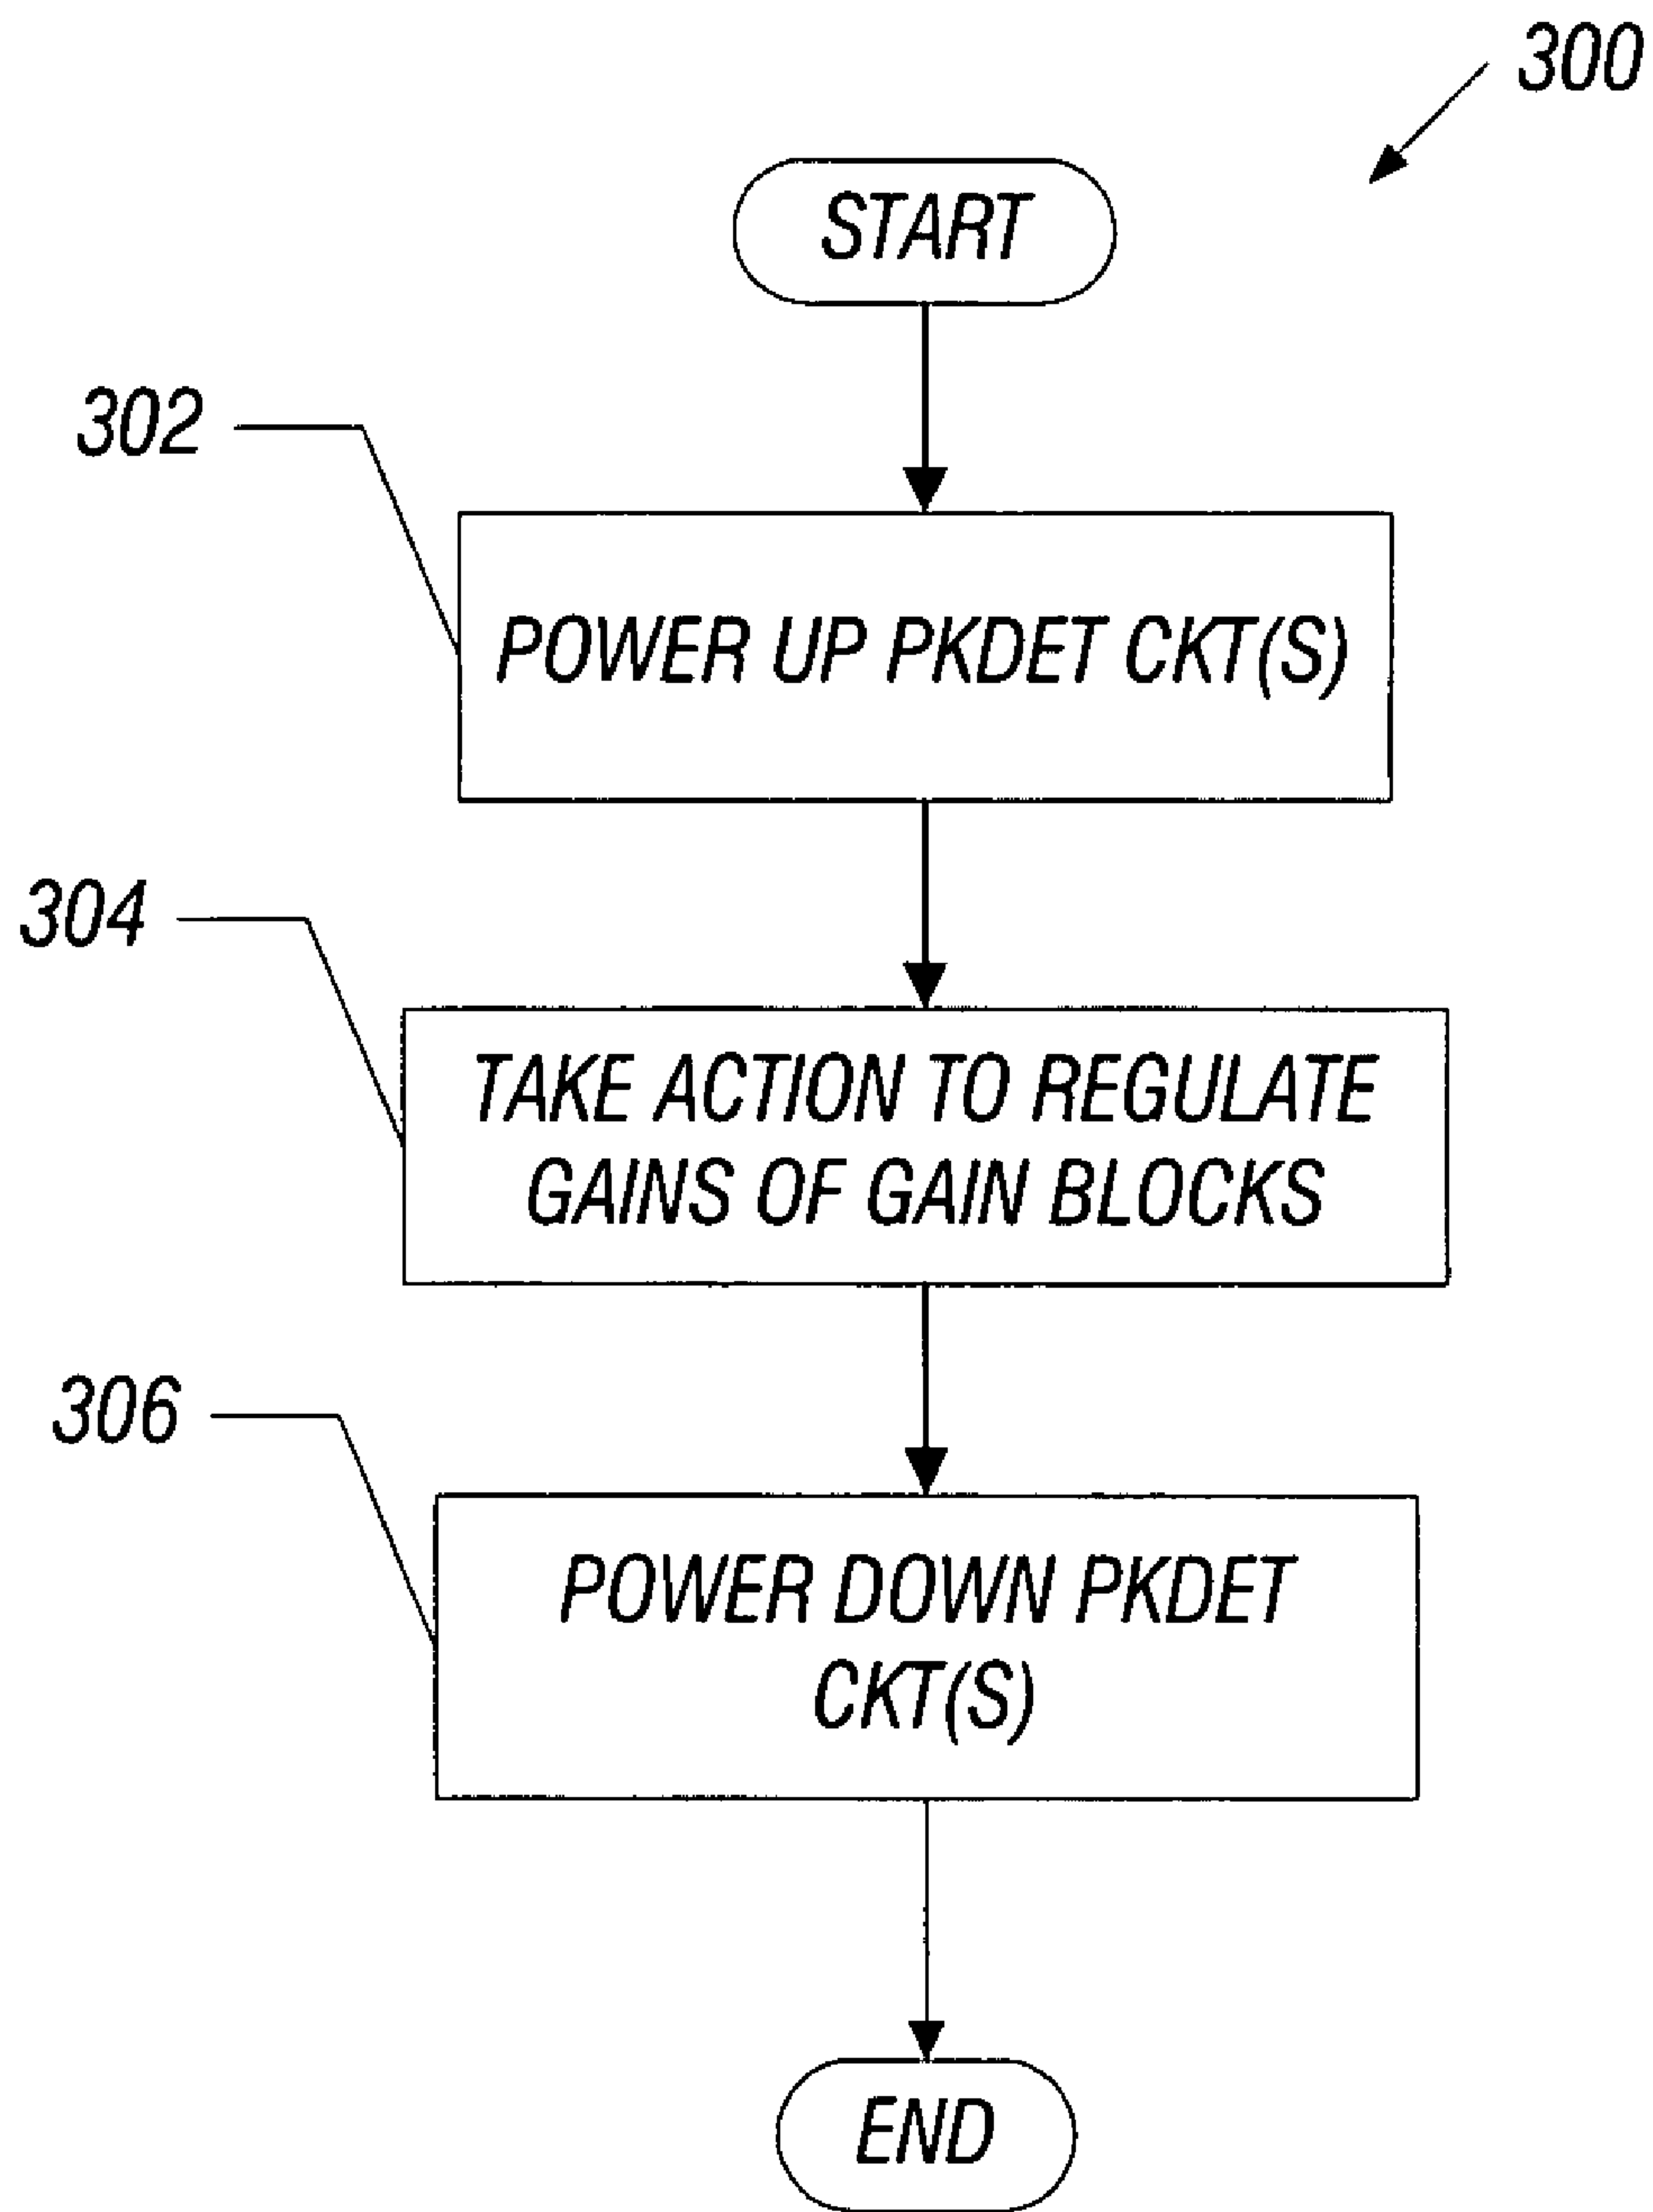 300
START
302
POWER UP PKDET CKT(S)
304
TAKE ACTION TO REGULATE
GAINS OF GAIN BLOCKS
306
POWER DOWN PKDET
CKT(S)
END